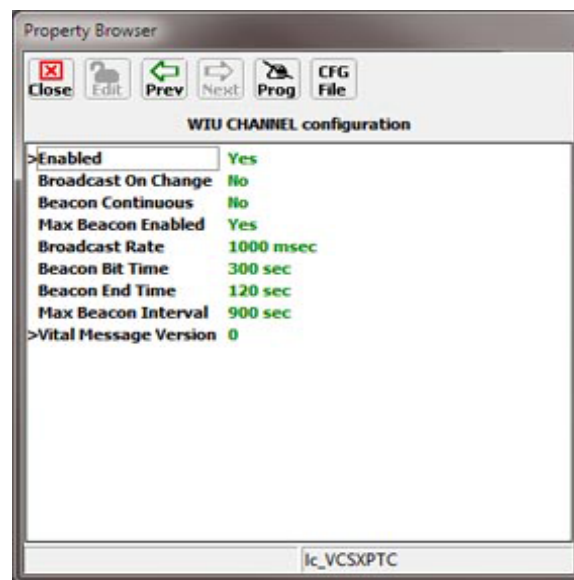 Property Browser
Close Edit Prev Next Prog CFG File
WIU CHANNEL configuration
>Enabled Yes
Broadcast On Change No
Beacon Continuous No
Max Beacon Enabled Yes
Broadcast Rate 1000 msec
Beacon Bit Time 300 sec
Beacon End Time 120 sec
Max Beacon Interval 900 sec
>Vital Message Version 0
lc_VCSXPTC